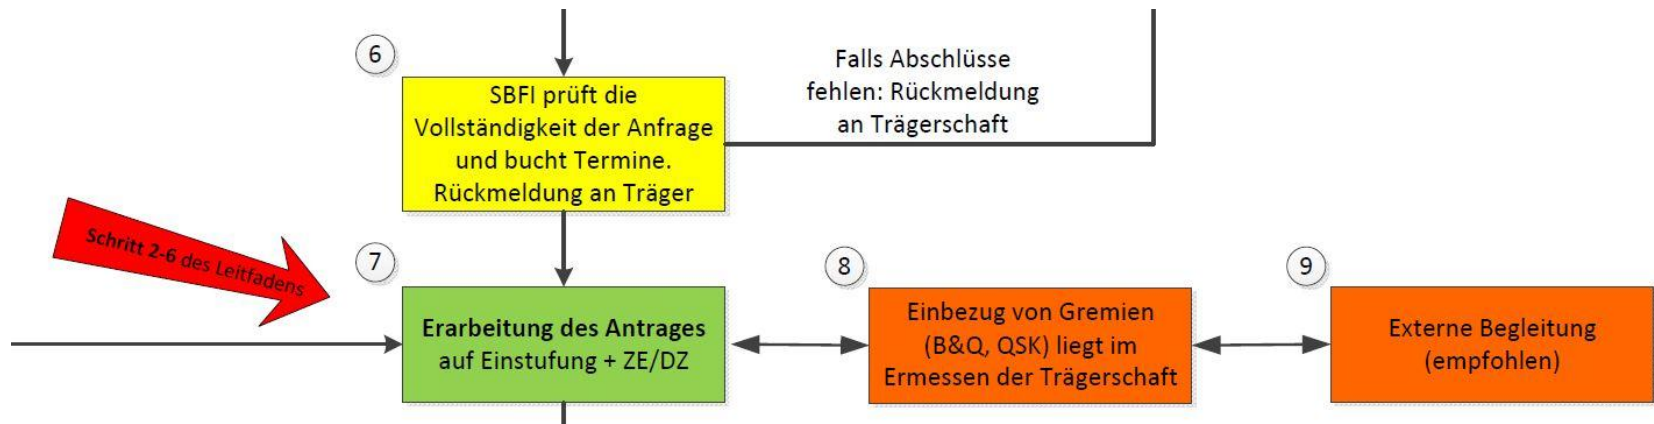 6
SBFI prüft die
Vollständigkeit der Anfrage
und bucht Termine.
Rückmeldung an Träger
Falls Abschlüsse
fehlen: Rückmeldung
an Trägerschaft
Schritt 2-6 des Leitfadens
7
Erarbeitung des Antrages
auf Einstufung + ZE/DZ
8
Einbezug von Gremien
(B&Q, QSK) liegt im
Ermessen der Trägerschaft
9
Externe Begleitung
(empfohlen)